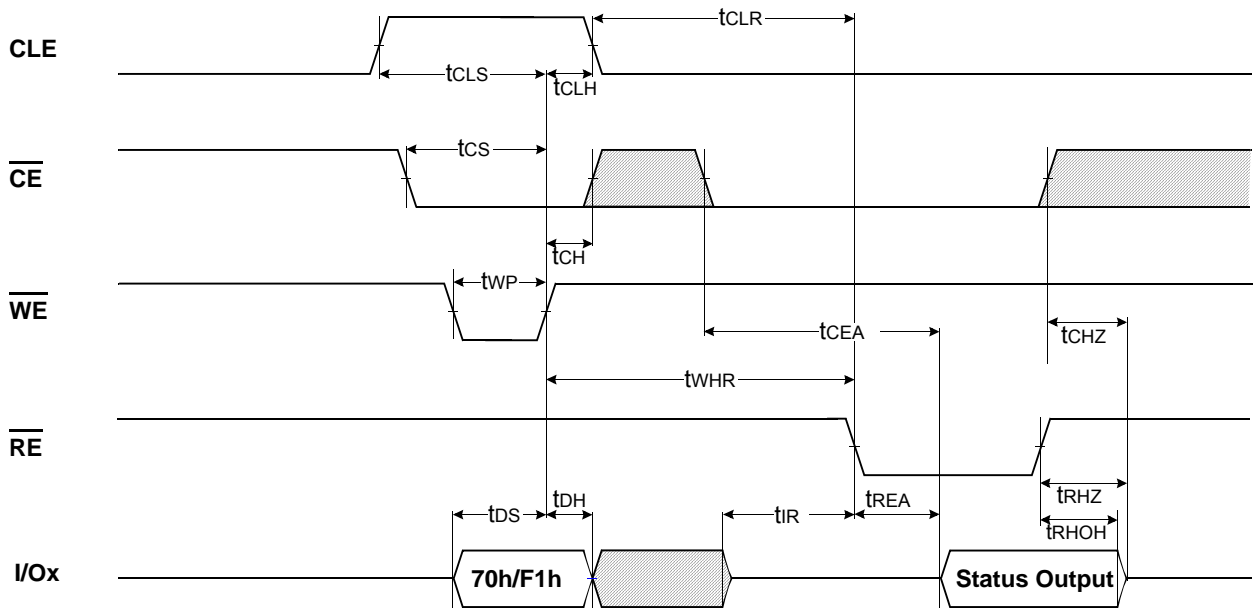 CLE
tCLR
tCLS
tCLH
CE
tCS
tCH
WE
tWP
tCEA
tCHZ
tWHR
RE
tDH
tDS
tIR
tREA
tRHZ
tRHOH
I/Ox
70h/F1h
Status Output